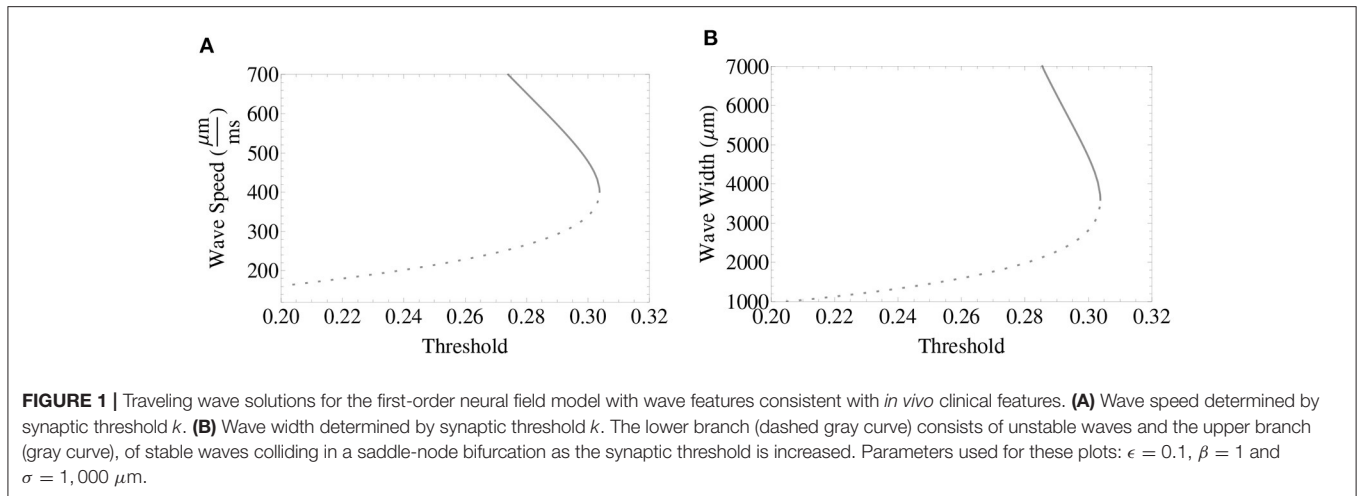 A
B
700
600
500
400
300
200
Wave Speed (μm/ms)
0.20 0.22 0.24 0.26 0.28 0.30 0.32
Threshold
7000
6000
5000
4000
3000
2000
1000
Wave Width (μm)
0.20 0.22 0.24 0.26 0.28 0.30 0.32
Threshold
FIGURE 1 | Traveling wave solutions for the first-order neural field model with wave features consistent with in vivo clinical features. (A) Wave speed determined by
synaptic threshold k. (B) Wave width determined by synaptic threshold k. The lower branch (dashed gray curve) consists of unstable waves and the upper branch
(gray curve), of stable waves colliding in a saddle-node bifurcation as the synaptic threshold is increased. Parameters used for these plots: ϵ = 0.1, β = 1 and
σ = 1, 000 μm.